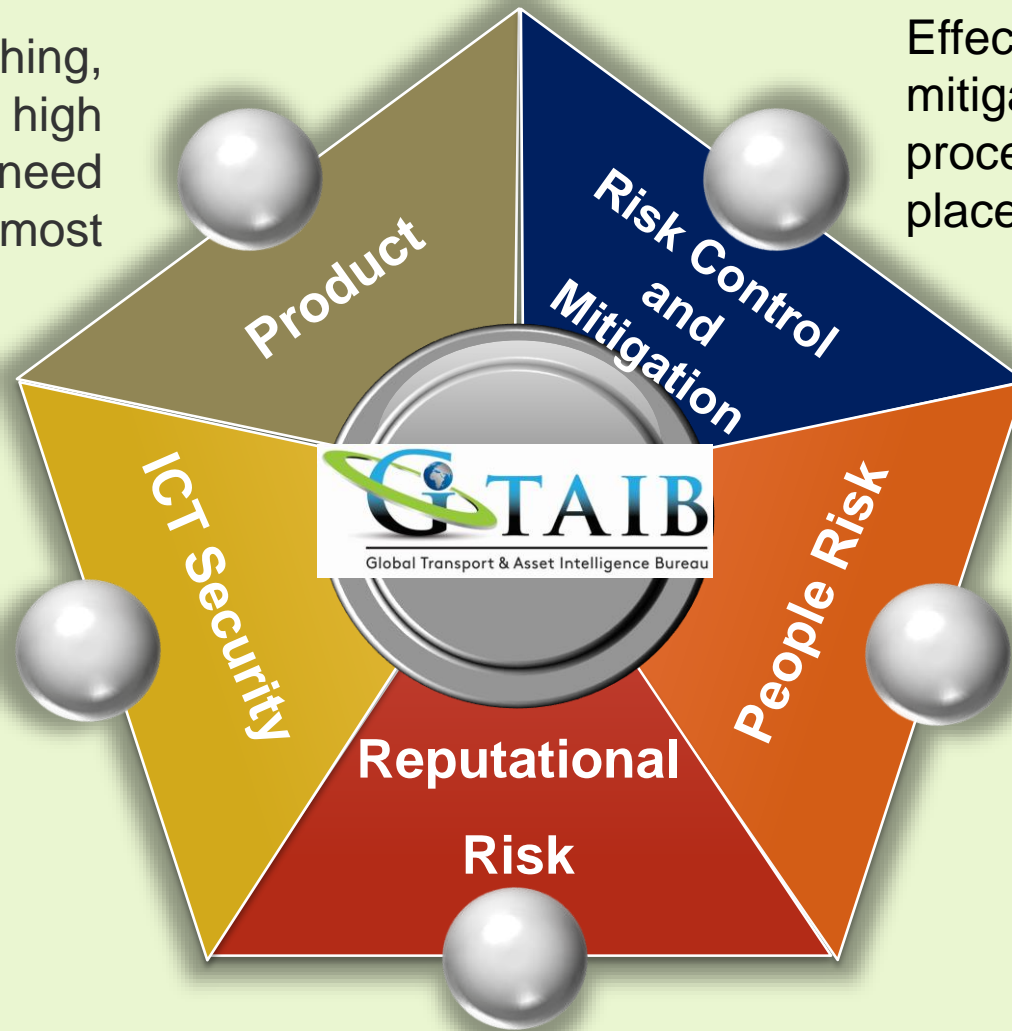 hing,
high
need
most
Effec
mitiga
proce
place
Product
Risk Control
and
Mitigation
GTAIB
Global Transport & Asset Intelligence Bureau
ICT Security
People Risk
Reputational
Risk